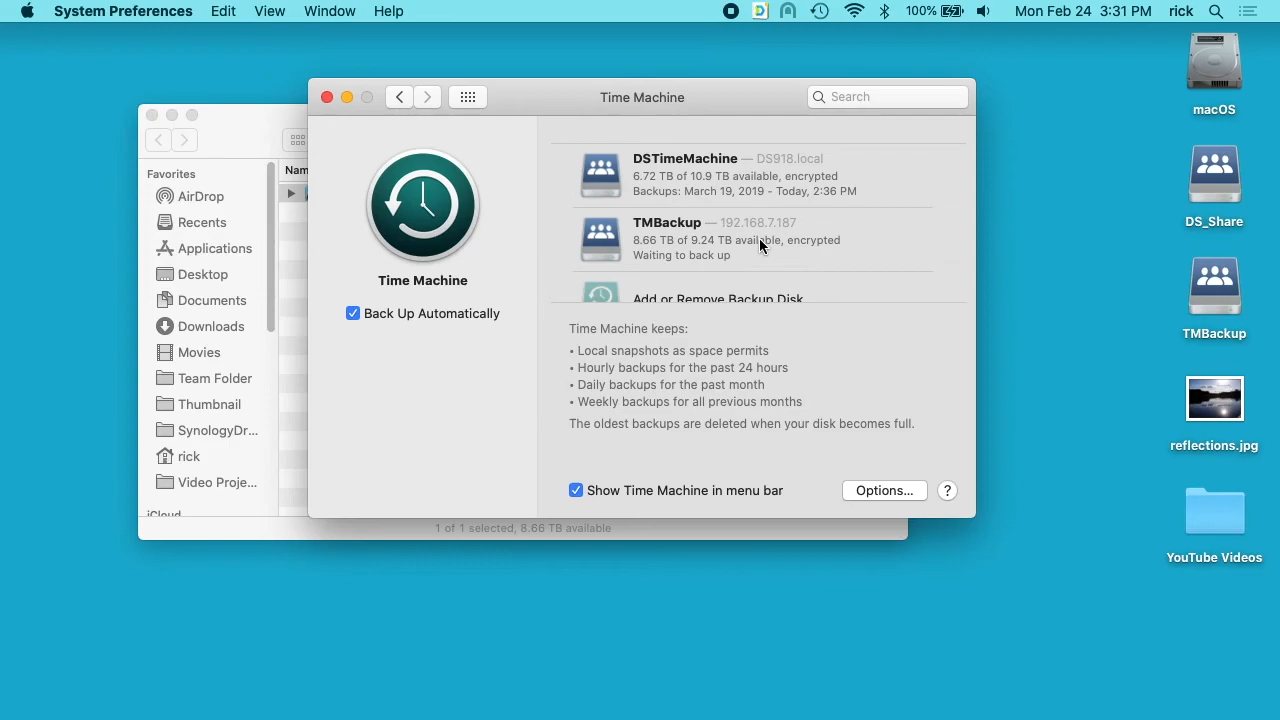 System Preferences Edit View Window Help 100% Mon Feb 24 3:31 PM rick
macOS
DS_Share
TMBackup
reflections.jpg
YouTube Videos
Nam
Favorites
AirDrop
Recents
Applications
Desktop
Documents
Downloads
Movies
Team Folder
Thumbnail
SynologyDr...
rick
Video Proje...
iCloud
1 of 1 selected, 8.66 TB available
Time Machine
Search
Time Machine
Back Up Automatically
DSTimeMachine — DS918.local
6.72 TB of 10.9 TB available, encrypted
Backups: March 19, 2019 - Today, 2:36 PM
TMBackup — 192.168.7.187
8.66 TB of 9.24 TB available, encrypted
Waiting to back up
Add or Remove Backup Disk
Time Machine keeps:
• Local snapshots as space permits
• Hourly backups for the past 24 hours
• Daily backups for the past month
• Weekly backups for all previous months
The oldest backups are deleted when your disk becomes full.
Show Time Machine in menu bar
Options...
?